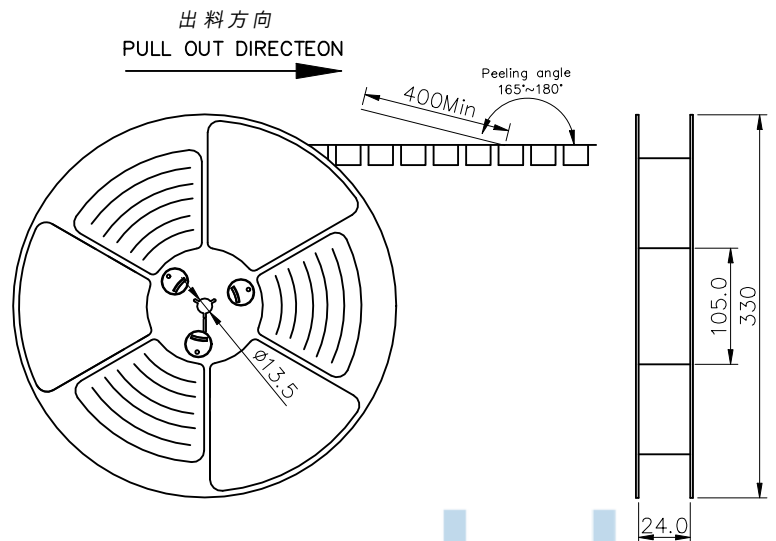 出料方向
PULL OUT DIRECTEON
Peeling angle
165°~180°
400Min
Ø13.5
105.0
330
24.0